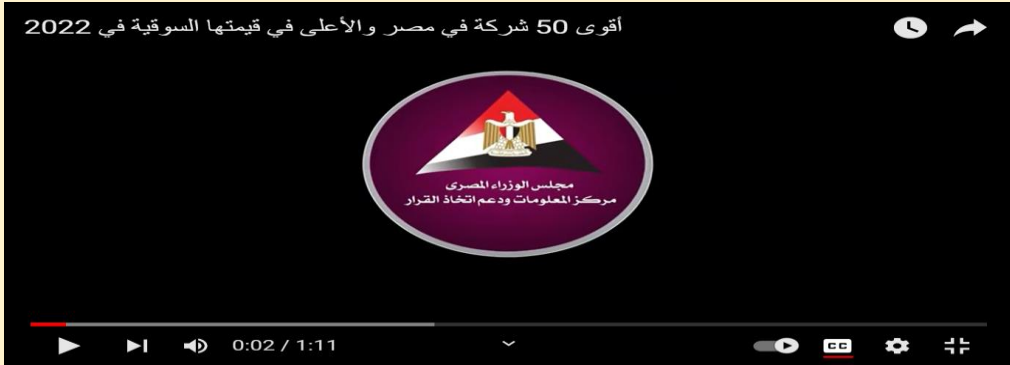 أقوى 50 شركة في مصر والأعلى في قيمتها السوقية في 2022
مجلس الوزراء المصرى
مركز المعلومات ودعم اتخاذ القرار
0:02 / 1:11
CC